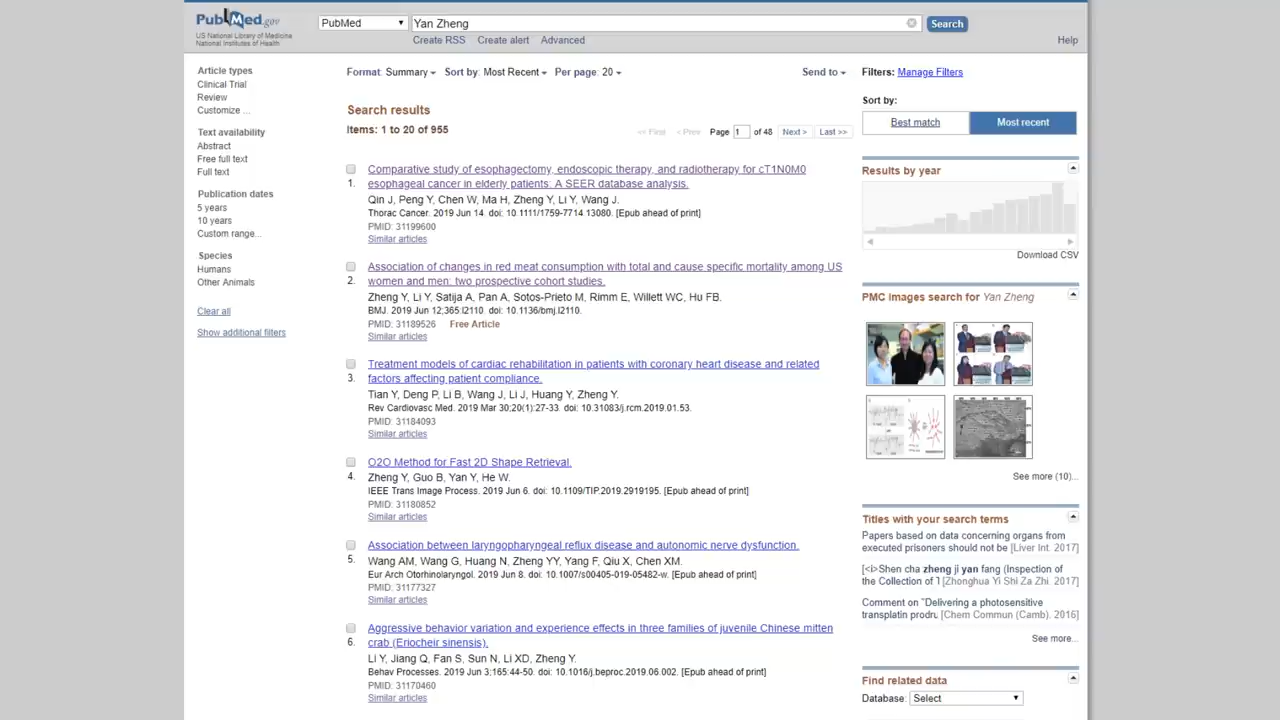 PubMed.gov
US National Library of Medicine
National Institutes of Health
PubMed
Yan Zheng
Search
Create RSS Create alert Advanced
Help
Article types
Clinical Trial
Review
Customize ...
Text availability
Abstract
Free full text
Full text
Publication dates
5 years
10 years
Custom range...
Species
Humans
Other Animals
Clear all
Show additional filters
Format: Summary Sort by: Most Recent Per page: 20
Send to
Search results
Items: 1 to 20 of 955
<< First < Prev Page 1 of 48 Next > Last >>
Comparative study of esophagectomy, endoscopic therapy, and radiotherapy for cT1N0M0
1. esophageal cancer in elderly patients: A SEER database analysis.
Qin J, Peng Y, Chen W, Ma H, Zheng Y, Li Y, Wang J.
Thorac Cancer. 2019 Jun 14. doi: 10.1111/1759-7714.13080. [Epub ahead of print]
PMID: 31199600
Similar articles
Association of changes in red meat consumption with total and cause specific mortality among US
2. women and men: two prospective cohort studies.
Zheng Y, Li Y, Satija A, Pan A, Sotos-Prieto M, Rimm E, Willett WC, Hu FB.
BMJ. 2019 Jun 12;365:l2110. doi: 10.1136/bmj.l2110.
PMID: 31189526 Free Article
Similar articles
Treatment models of cardiac rehabilitation in patients with coronary heart disease and related
3. factors affecting patient compliance.
Tian Y, Deng P, Li B, Wang J, Li J, Huang Y, Zheng Y.
Rev Cardiovasc Med. 2019 Mar 30;20(1):27-33. doi: 10.31083/j.rcm.2019.01.53.
PMID: 31184093
Similar articles
O2O Method for Fast 2D Shape Retrieval.
4. Zheng Y, Guo B, Yan Y, He W.
IEEE Trans Image Process. 2019 Jun 6. doi: 10.1109/TIP.2019.2919195. [Epub ahead of print]
PMID: 31180852
Similar articles
Association between laryngopharyngeal reflux disease and autonomic nerve dysfunction.
5. Wang AM, Wang G, Huang N, Zheng YY, Yang F, Qiu X, Chen XM.
Eur Arch Otorhinolaryngol. 2019 Jun 8. doi: 10.1007/s00405-019-05482-w. [Epub ahead of print]
PMID: 31177327
Similar articles
Aggressive behavior variation and experience effects in three families of juvenile Chinese mitten
6. crab (Eriocheir sinensis).
Li Y, Jiang Q, Fan S, Sun N, Li XD, Zheng Y.
Behav Processes. 2019 Jun 3;165:44-50. doi: 10.1016/j.beproc.2019.06.002. [Epub ahead of print]
PMID: 31170460
Similar articles
Filters: Manage Filters
Sort by:
Best match Most recent
Results by year
Download CSV
PMC Images search for Yan Zheng
See more (10)...
Titles with your search terms
Papers based on data concerning organs from
executed prisoners should not be [Liver Int. 2017]
[<i>Shen cha zheng ji yan fang (Inspection of
the Collection of [Zhonghua Yi Shi Za Zhi. 2017]
Comment on "Delivering a photosensitive
transplatin prodru [Chem Commun (Camb). 2016]
See more...
Find related data
Database: Select